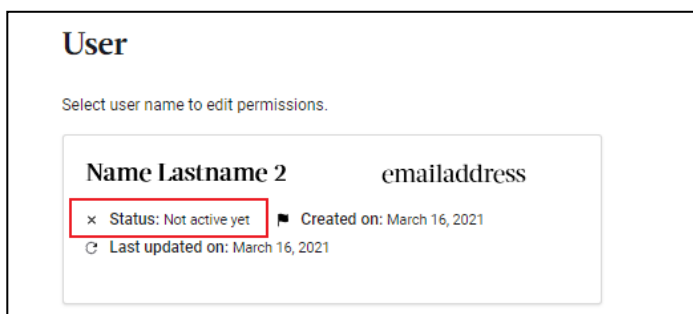 User
Select user name to edit permissions.
Name Lastname 2 emailaddress
× Status: Not active yet Created on: March 16, 2021
Last updated on: March 16, 2021